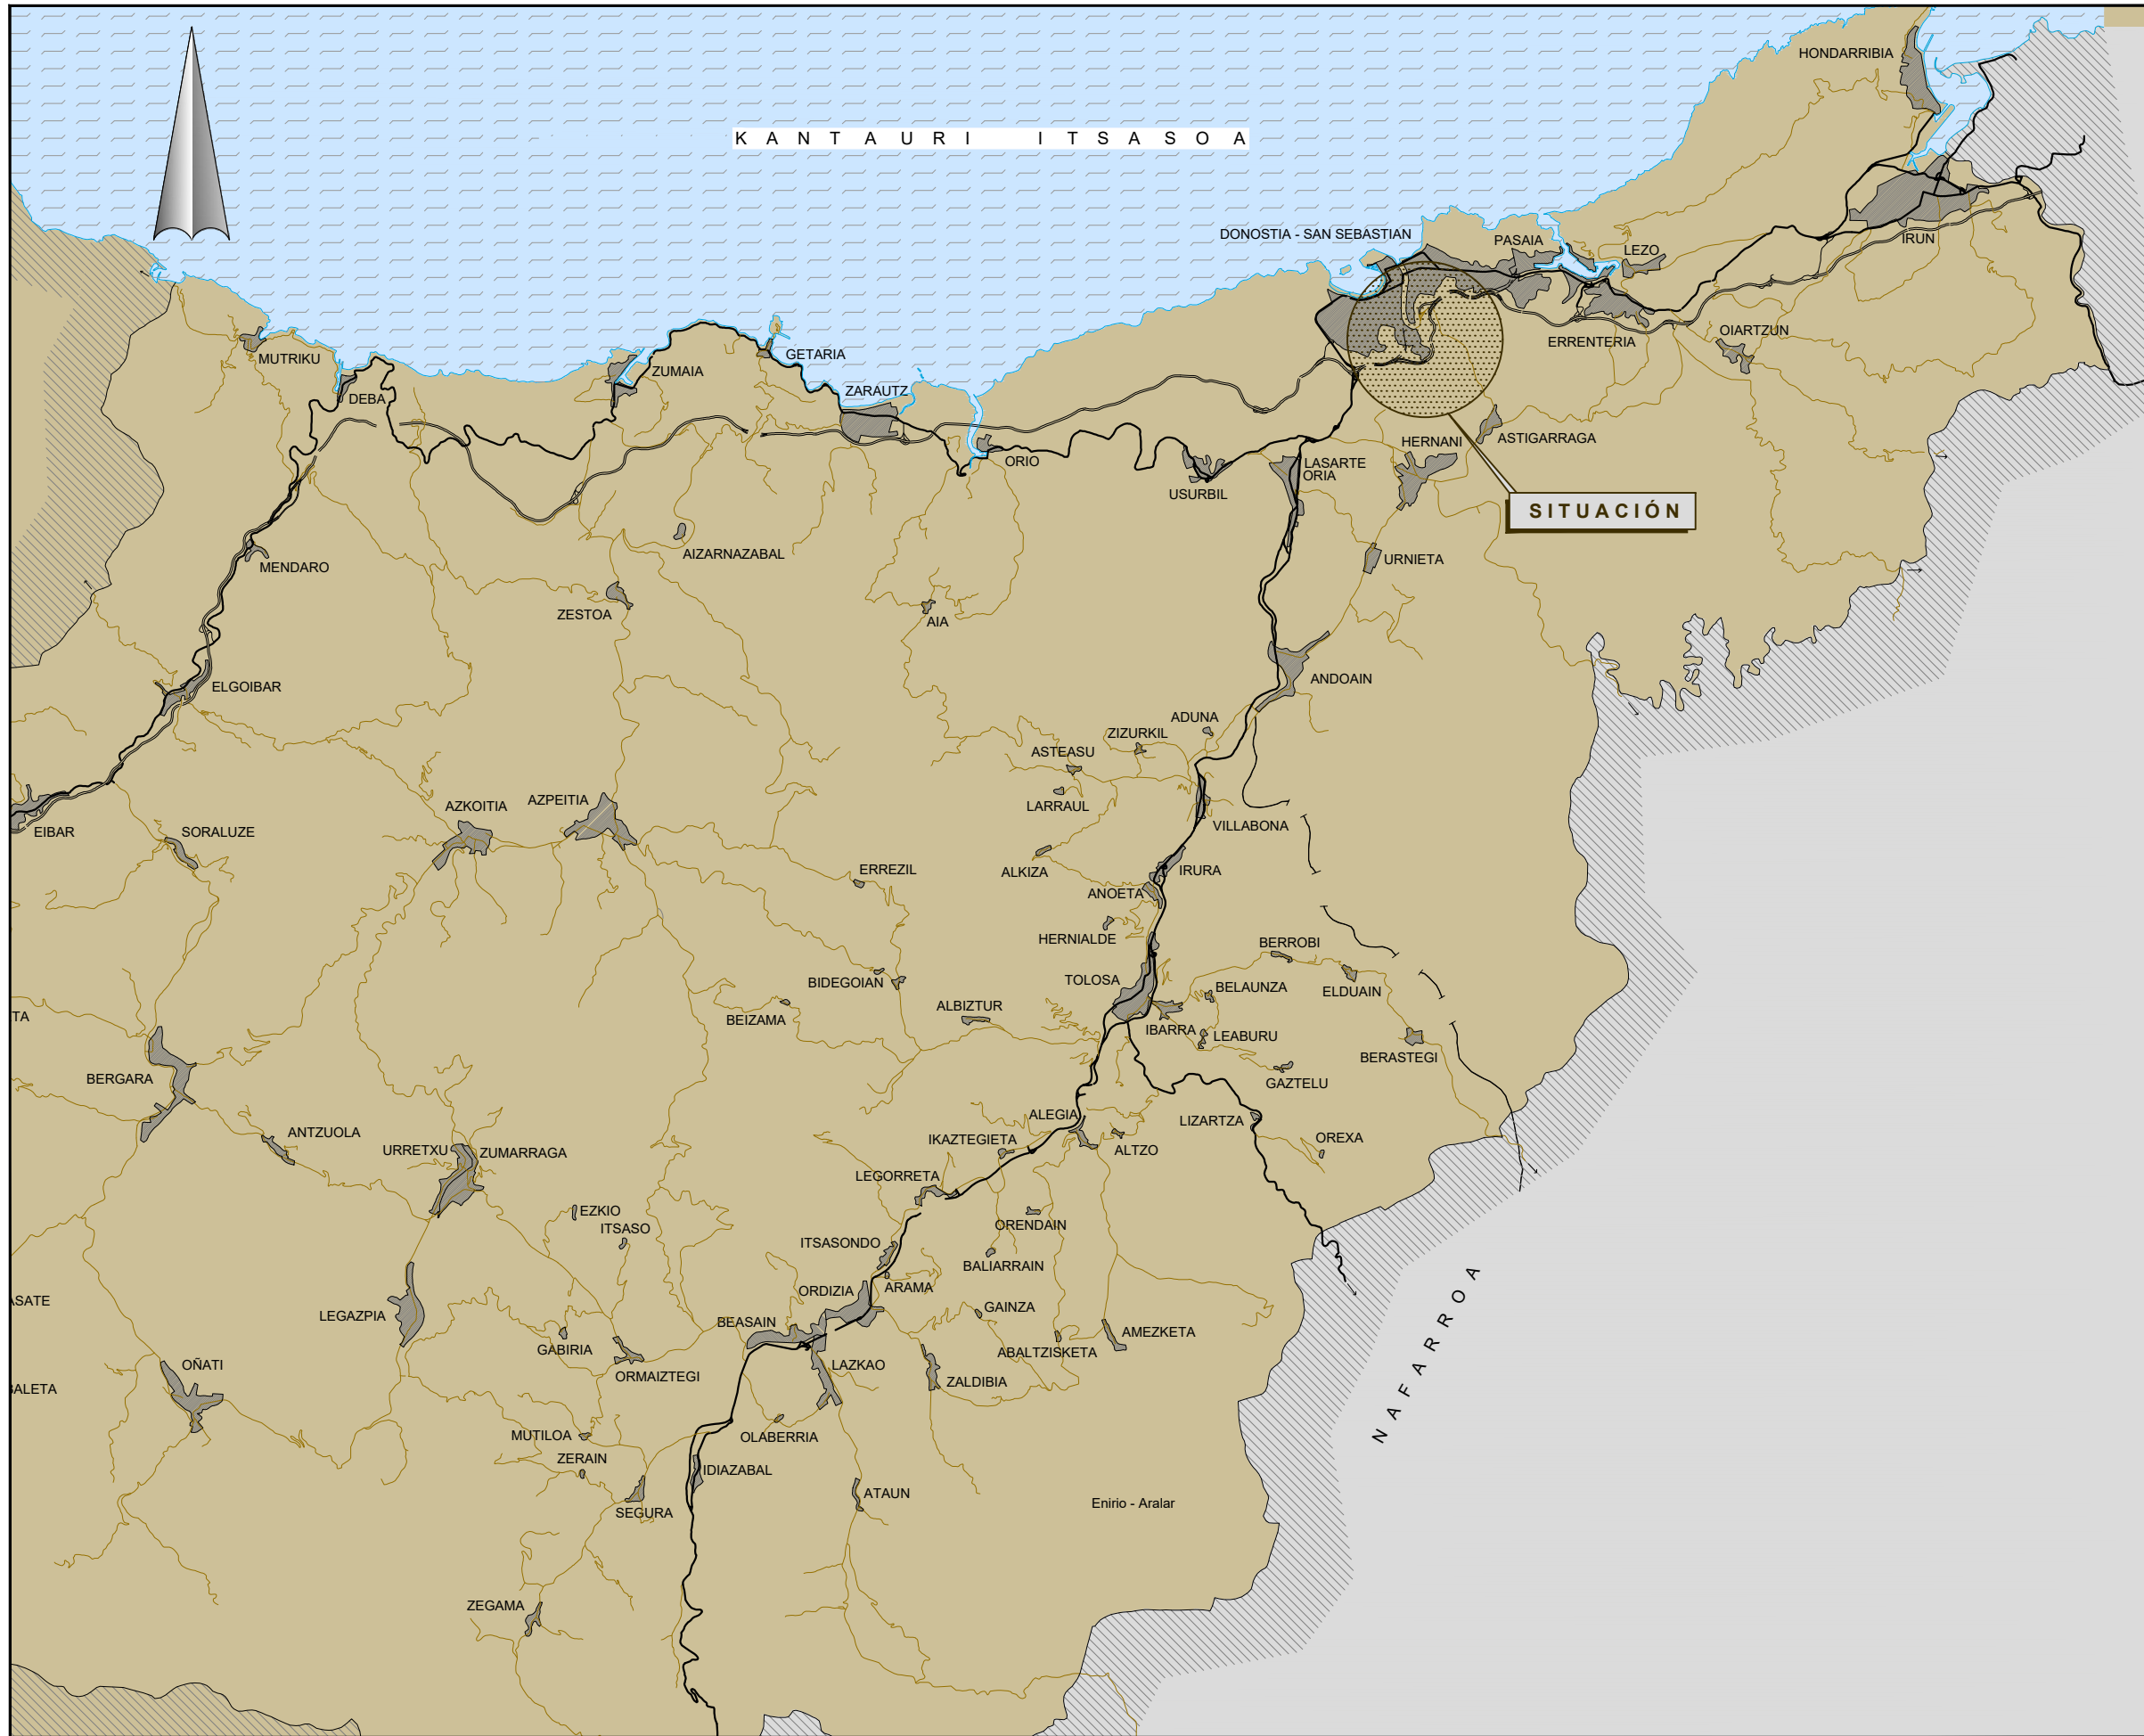 HONDARRIBIA
KANTAURI ITSASOA
DONOSTIA - SAN SEBASTIAN
PASAIA
LEZO
IRUN
MUTRIKU
DEBA
ZUMAIA
GETARIA
ZARAUTZ
ERRENTERIA
OIARTZUN
ORIO
USURBIL
LASARTE
ORIA
HERNANI
ASTIGARRAGA
SITUACIÓN
MENDARO
AIZARNAZABAL
URNIETA
ZESTOA
AIA
ELGOIBAR
ANDOAIN
ADUNA
ZIZURKIL
ASTEASU
LARRAUL
VILLABONA
EIBAR
SORALUZE
AZKOITIA
AZPEITIA
ERREZIL
ALKIZA
IRURA
ANOETA
HERNIALDE
BERROBI
BIDEGOIAN
TOLOSA
BELAUNZA
ELDUAIN
TA
BEIZAMA
ALBIZTUR
IBARRA
LEABURU
BERASTEGI
BERGARA
GAZTELU
ANTZUOLA
URRETXU
ZUMARRAGA
ALEGIA
IKAZTEGIETA
ALTZO
LIZARTZA
OREXA
LEGORRETA
EZKIO
ITSASO
ORENDAIN
ITSASONDO
BALIARRAIN
ASATE
LEGAZPIA
ORDIZIA
ARAMA
GAINZA
BEASAIN
GABIRIA
ABALTZISKETA
AMEZKETA
NAFARROA
OÑATI
ORMAIZTEGI
LAZKAO
ZALDIBIA
BALETA
MUTILOA
OLABERRIA
ZERAIN
IDIAZABAL
SEGURA
ATAUN
Enirio - Aralar
ZEGAMA